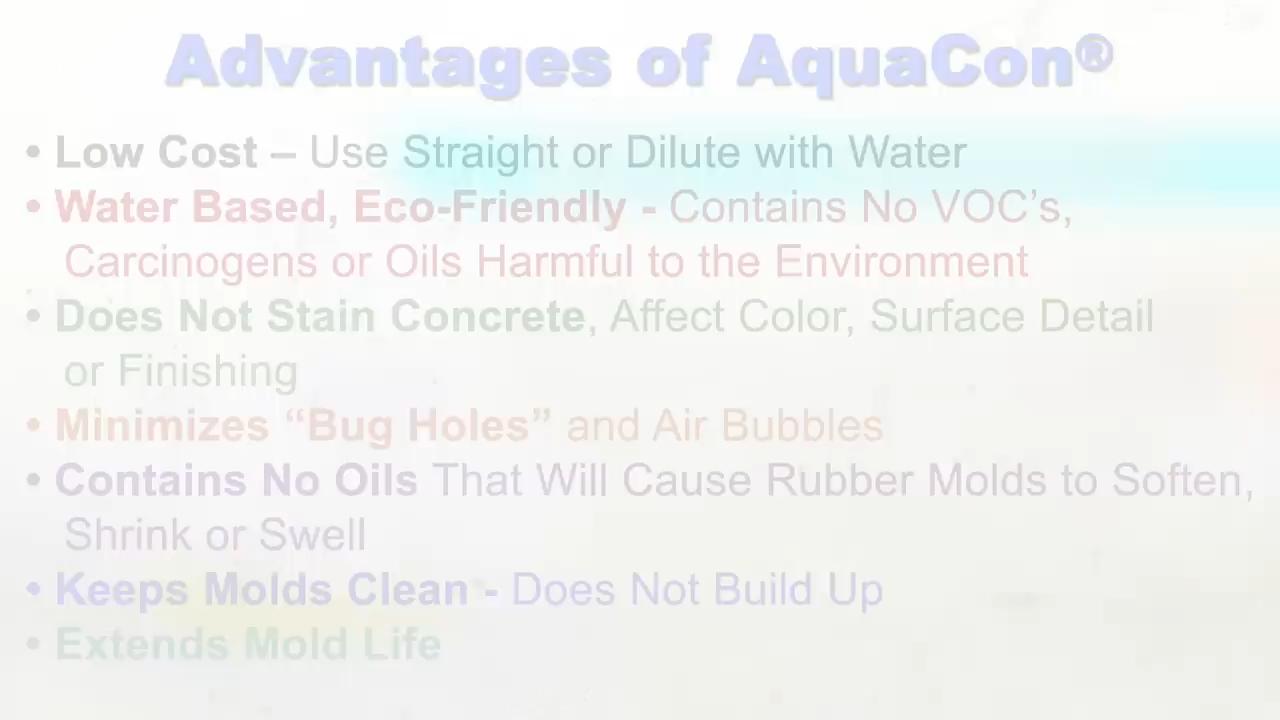 Advantages of AquaCon®
• Low Cost – Use Straight or Dilute with Water
• Water Based, Eco-Friendly - Contains No VOC’s,
Carcinogens or Oils Harmful to the Environment
• Does Not Stain Concrete, Affect Color, Surface Detail
or Finishing
• Minimizes “Bug Holes” and Air Bubbles
• Contains No Oils That Will Cause Rubber Molds to Soften,
Shrink or Swell
• Keeps Molds Clean - Does Not Build Up
• Extends Mold Life